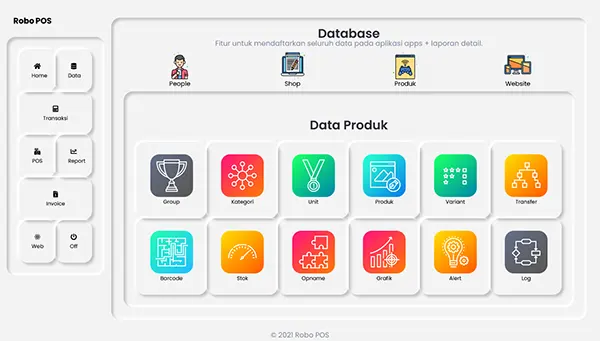 Robo POS
Home
Data
Transaksi
POS
Report
Invoice
Web
Off
Database
Fitur untuk mendaftarkan seluruh data pada aplikasi apps + laporan detail.
People
Shop
Produk
Website
Data Produk
Group
Kategori
Unit
Produk
Variant
Transfer
Barcode
Stok
Opname
Grafik
Alert
Log
© 2021 Robo POS